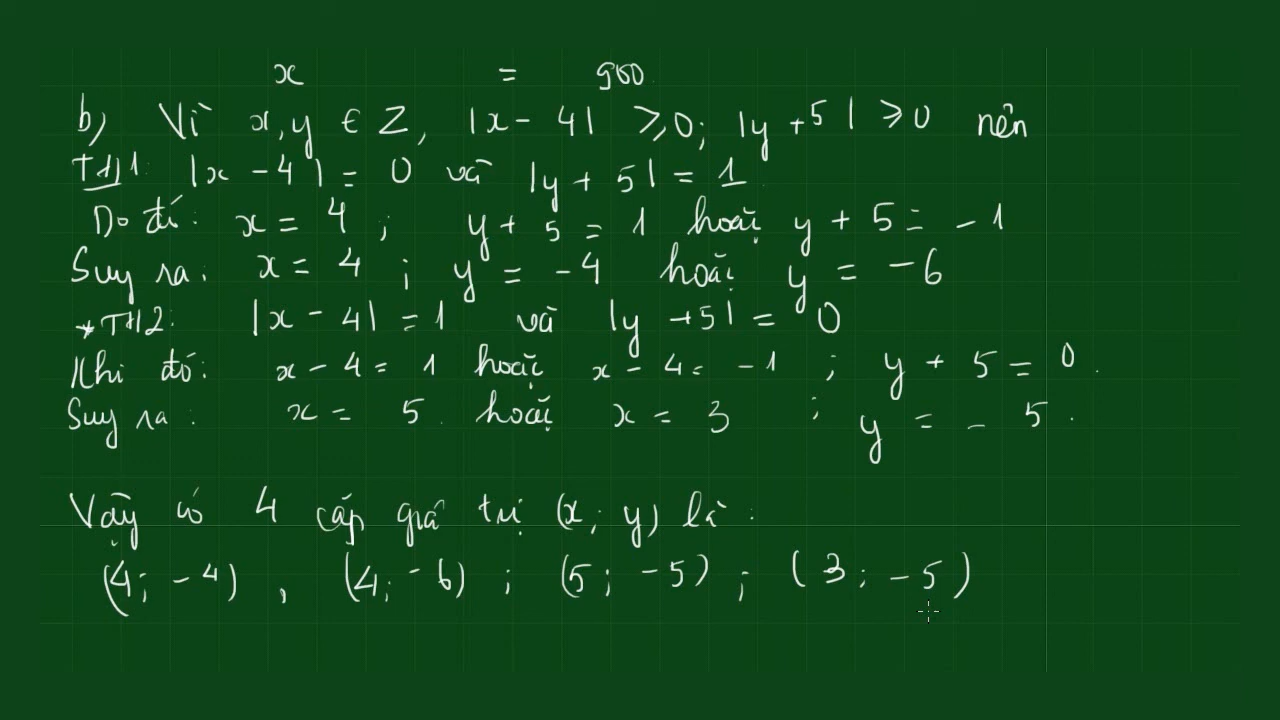 x = 900
b) Vì x, y ∈ Z, |x - 4| ⩾ 0; |y + 5| ⩾ 0 nên
TH1: |x - 4| = 0 và |y + 5| = 1
Do đó: x = 4 ; y + 5 = 1 hoặc y + 5 = - 1
Suy ra: x = 4 ; y = - 4 hoặc y = - 6
* TH2: |x - 4| = 1 và |y + 5| = 0
Khi đó: x - 4 = 1 hoặc x - 4 = - 1 ; y + 5 = 0.
Suy ra: x = 5. hoặc x = 3 ; y = - 5.
Vậy có 4 cặp giá trị (x; y) là:
(4; - 4) , (4; - 6) ; (5; - 5) ; (3; - 5)